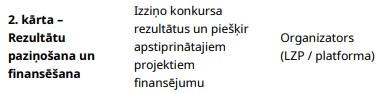 2. kārta –
Rezultātu
paziņošana un
finansēšana
Izziņo konkursa
rezultātus un piešķir
apstiprinātajiem
projektiem
finansējumu
Organizators
(LZP / platforma)